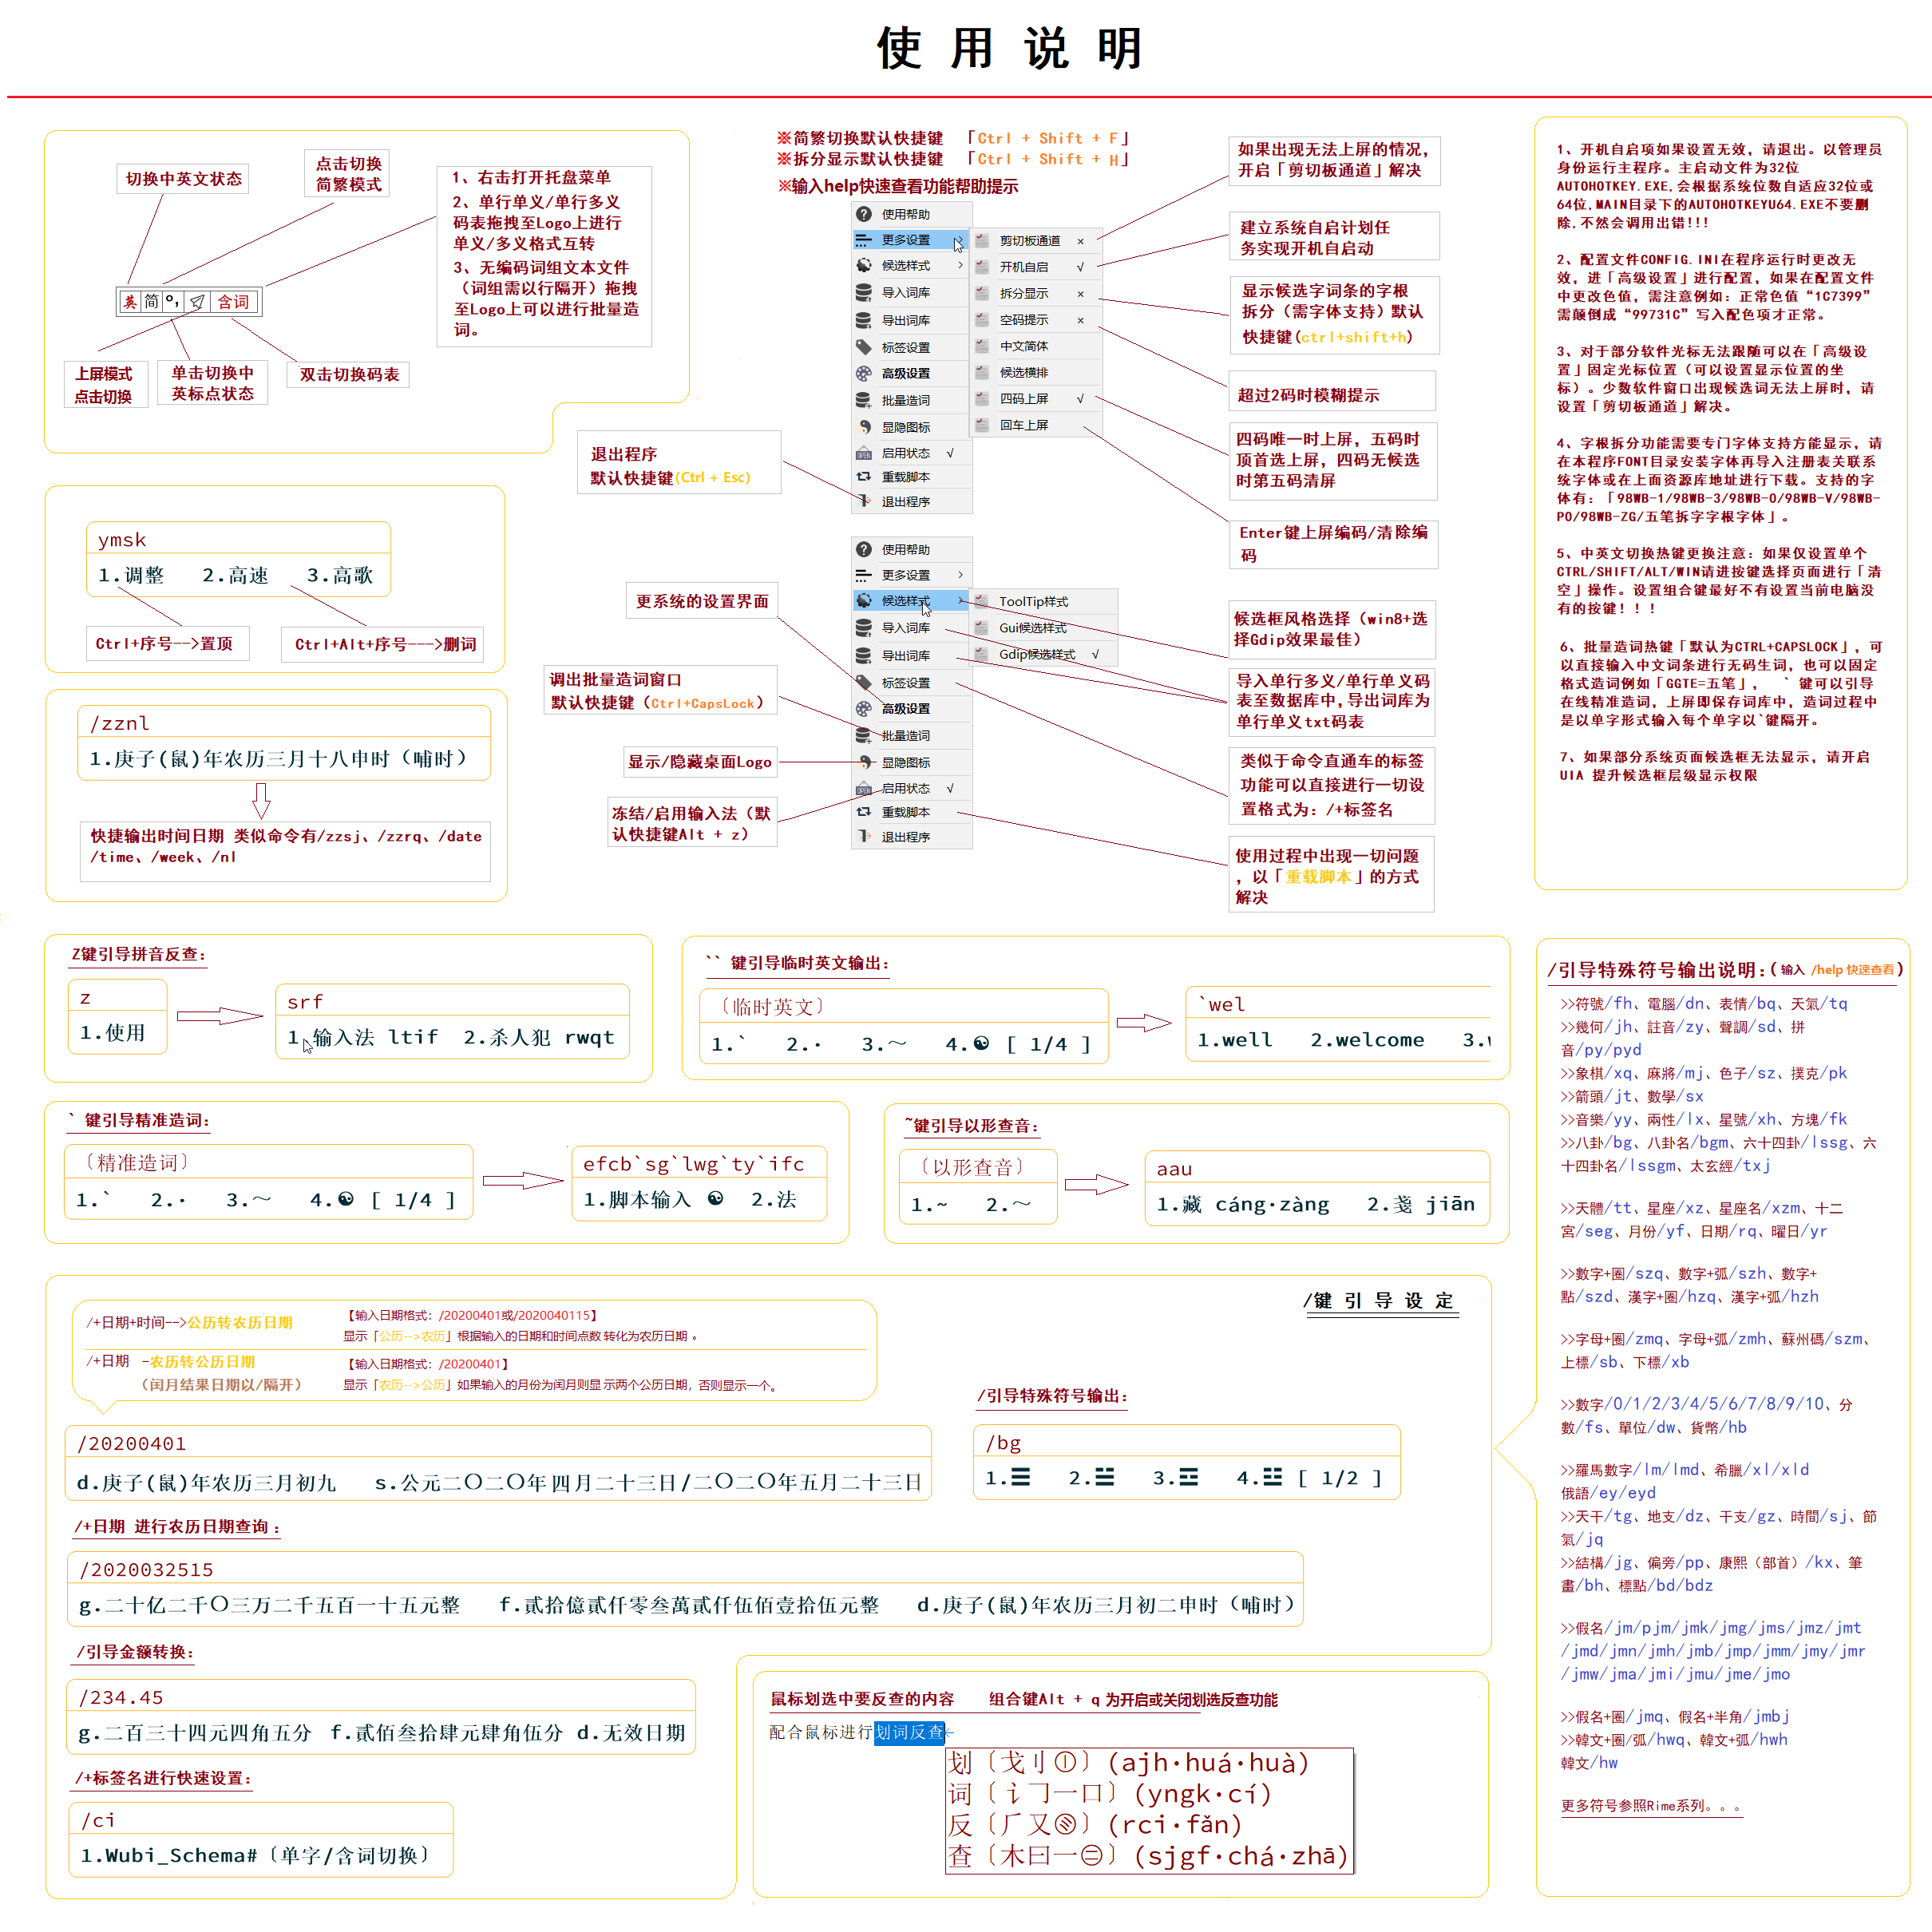 使 用 说 明
切换中英文状态
点击切换
简繁模式
1、右击打开托盘菜单
2、单行单义/单行多义
码表拖拽至Logo上进行
单义/多义格式互转
3、无编码词组文本文件
（词组需以行隔开）拖拽
至Logo上可以进行批量造
词。
英 简 °, 含词
上屏模式
点击切换
单击切换中
英标点状态
双击切换码表
※简繁切换默认快捷键 「Ctrl + Shift + F」
※拆分显示默认快捷键 「Ctrl + Shift + H」
※输入help快速查看功能帮助提示
使用帮助
更多设置
候选样式 >
导入词库
导出词库
标签设置
高级设置
批量造词
显隐图标
启用状态 √
重载脚本
退出程序
剪切板通道 ×
开机自启 √
拆分显示 ×
空码提示 ×
中文简体
候选横排
四码上屏 √
回车上屏
如果出现无法上屏的情况，
开启「剪切板通道」解决
建立系统自启计划任
务实现开机自启动
显示候选字词条的字根
拆分（需字体支持）默认
快捷键(ctrl+shift+h)
超过2码时模糊提示
四码唯一时上屏，五码时
顶首选上屏，四码无候选
时第五码清屏
Enter键上屏编码/清除编
码
退出程序
默认快捷键(Ctrl + Esc)
ymsk
1.调整 2.高速 3.高歌
Ctrl+序号-->置顶
Ctrl+Alt+序号--->删词
/zznl
1.庚子(鼠)年农历三月十八申时（哺时）
快捷输出时间日期 类似命令有/zzsj、/zzrq、/date
/time、/week、/nl
使用帮助
更多设置 >
候选样式 >
导入词库
导出词库
标签设置
高级设置
批量造词
显隐图标
启用状态 √
重载脚本
退出程序
ToolTip样式
Gui候选样式
Gdip候选样式 √
更系统的设置界面
调出批量造词窗口
默认快捷键（Ctrl+CapsLock）
显示/隐藏桌面Logo
冻结/启用输入法（默
认快捷键Alt + z）
候选框风格选择（win8+选
择Gdip效果最佳）
导入单行多义/单行单义码
表至数据库中，导出词库为
单行单义txt码表
类似于命令直通车的标签
功能可以直接进行一切设
置格式为：/+标签名
使用过程中出现一切问题
，以「重载脚本」的方式
解决
1、开机自启项如果设置无效，请退出。以管理员
身份运行主程序。主启动文件为32位
AUTOHOTKEY.EXE,会根据系统位数自适应32位或
64位,MAIN目录下的AUTOHOTKEYU64.EXE不要删
除,不然会调用出错!!!
2、配置文件CONFIG.INI在程序运行时更改无
效，进「高级设置」进行配置，如果在配置文件
中更改色值，需注意例如：正常色值“1C7399”
需颠倒成“99731C”写入配色项才正常。
3、对于部分软件光标无法跟随可以在「高级设
置」固定光标位置（可以设置显示位置的坐
标）。少数软件窗口出现候选词无法上屏时，请
设置「剪切板通道」解决。
4、字根拆分功能需要专门字体支持方能显示，请
在本程序FONT目录安装字体再导入注册表关联系
统字体或在上面资源库地址进行下载。支持的字
体有：「98WB-1/98WB-3/98WB-0/98WB-V/98WB-
P0/98WB-ZG/五笔拆字字根字体」。
5、中英文切换热键更换注意：如果仅设置单个
CTRL/SHIFT/ALT/WIN请进按键选择页面进行「清
空」操作。设置组合键最好不有设置当前电脑没
有的按键！！！
6、批量造词热键「默认为CTRL+CAPSLOCK」，可
以直接输入中文词条进行无码生词，也可以固定
格式造词例如「GGTE=五笔」， ` 键可以引导
在线精准造词，上屏即保存词库中，造词过程中
是以单字形式输入每个单字以`键隔开。
7、如果部分系统页面候选框无法显示，请开启
UIA 提升候选框层级显示权限
Z键引导拼音反查：
z
1.使用
srf
1.输入法 ltif 2.杀人犯 rwqt
`` 键引导临时英文输出：
〔临时英文〕
1.` 2.· 3.～ 4.☯ [ 1/4 ]
`wel
1.well 2.welcome 3.w
` 键引导精准造词：
〔精准造词〕
1.` 2.· 3.～ 4.☯ [ 1/4 ]
efcb`sg`lwg`ty`ifc
1.脚本输入 ☯ 2.法
~键引导以形查音：
〔以形查音〕
1.~ 2.～
aau
1.藏 cáng·zàng 2.戔 jiān
/键 引 导 设 定
/+日期+时间-->公历转农历日期
【输入日期格式：/20200401或/2020040115】
显示「公历-->农历」根据输入的日期和时间点数 转化为农历日期 。
/+日期 -农历转公历日期
（闰月结果日期以/隔开）
【输入日期格式：/20200401】
显示「农历-->公历」如果输入的月份为闰月则显 示两个公历日期，否则显示一个。
/20200401
d.庚子(鼠)年农历三月初九 s.公元二〇二〇年四月二十三日/二〇二〇年五月二十三日
/引导特殊符号输出：
/bg
1.☰ 2.☱ 3.☲ 4.☳ [ 1/2 ]
/+日期 进行农历日期查询 ：
/2020032515
g.二十亿二千〇三万二千五百一十五元整 f.贰拾億贰仟零叁萬贰仟伍佰壹拾伍元整 d.庚子(鼠)年农历三月初二申时（哺时）
/引导金额转换：
/234.45
g.二百三十四元四角五分 f.贰佰叁拾肆元肆角伍分 d.无效日期
/+标签名进行快速设置：
/ci
1.Wubi_Schema#〔单字/含词切换〕
鼠标划选中要反查的内容 组合键Alt + q 为开启或关闭划选反查功能
配合鼠标进行划词反查
划〔戈刂①〕(ajh·huá·huà)
词〔讠㇆一口〕(yngk·cí)
反〔厂又〕(rci·fǎn)
查〔木曰一㊁〕(sjgf·chá·zhā)
/引导特殊符号输出说明：( 输入 /help 快速查看 )
>>符號/fh、電腦/dn、表情/bq、天氣/tq
>>幾何/jh、註音/zy、聲調/sd、拼
音/py/pyd
>>象棋/xq、麻將/mj、色子/sz、撲克/pk
>>箭頭/jt、數學/sx
>>音樂/yy、兩性/lx、星號/xh、方塊/fk
>>八卦/bg、八卦名/bgm、六十四卦/lssg、六
十四卦名/lssgm、太玄經/txj
>>天體/tt、星座/xz、星座名/xzm、十二
宮/seg、月份/yf、日期/rq、曜日/yr
>>數字+圈/szq、數字+弧/szh、數字+
點/szd、漢字+圈/hzq、漢字+弧/hzh
>>字母+圈/zmq、字母+弧/zmh、蘇州碼/szm、
上標/sb、下標/xb
>>數字/0/1/2/3/4/5/6/7/8/9/10、分
數/fs、單位/dw、貨幣/hb
>>羅馬數字/lm/lmd、希臘/xl/xld
俄語/ey/eyd
>>天干/tg、地支/dz、干支/gz、時間/sj、節
氣/jq
>>結構/jg、偏旁/pp、康熙（部首）/kx、筆
畫/bh、標點/bd/bdz
>>假名/jm/pjm/jmk/jmg/jms/jmz/jmt
/jmd/jmn/jmh/jmb/jmp/jmm/jmy/jmr
/jmw/jma/jmi/jmu/jme/jmo
>>假名+圈/jmq、假名+半角/jmbj
>>韓文+圈/弧/hwq、韓文+弧/hwh
韓文/hw
更多符号参照Rime系列。。。